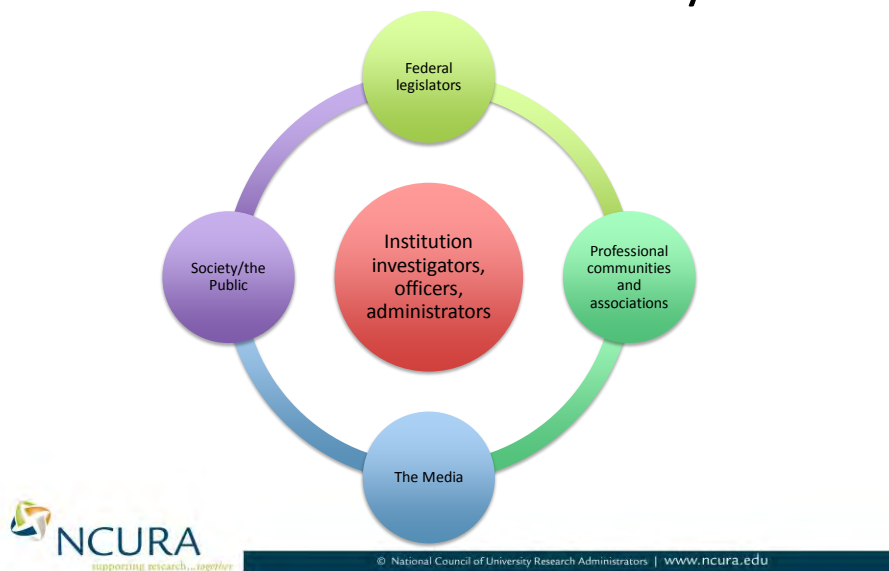 Federal
legislators
Society/the
Public
Institution
investigators,
officers,
administrators
Professional
communities
and
associations
The Media
NCURA
supporting research...together
© National Council of University Research Administrators | www.ncura.edu